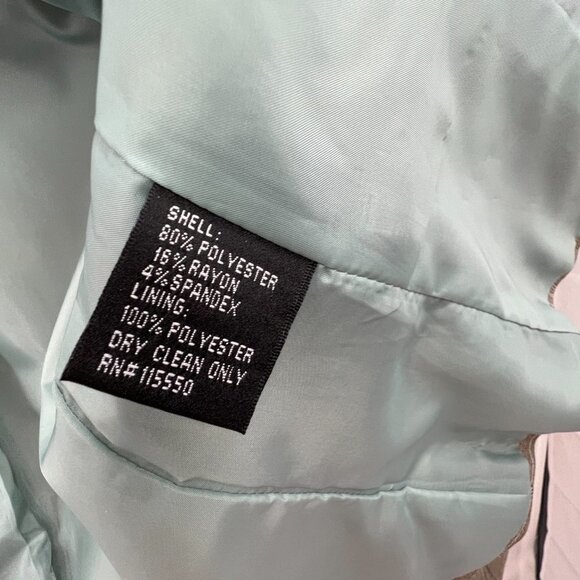 SHELL:
80% POLYESTER
16% RAYON
4% SPANDEX
LINING:
100% POLYESTER
DRY CLEAN ONLY
RN#115550